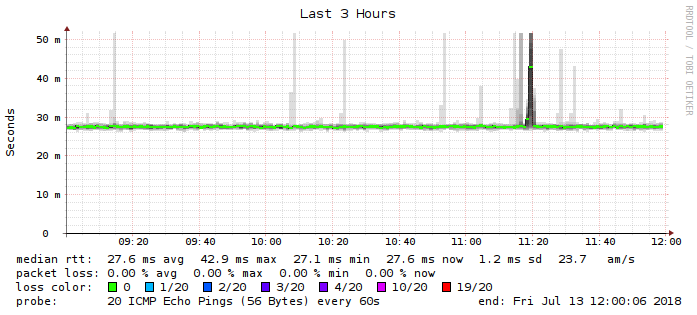 Last 3 Hours
RRDTOOL / TOBI OETIKER
Seconds
50 m
40 m
30 m
20 m
10 m
0
09:20 09:40 10:00 10:20 10:40 11:00 11:20 11:40 12:00
median rtt: 27.6 ms avg 42.9 ms max 27.1 ms min 27.6 ms now 1.2 ms sd 23.7 am/s
packet loss: 0.00 % avg 0.00 % max 0.00 % min 0.00 % now
loss color: 0 1/20 2/20 3/20 4/20 10/20 19/20
probe: 20 ICMP Echo Pings (56 Bytes) every 60s end: Fri Jul 13 12:00:06 2018